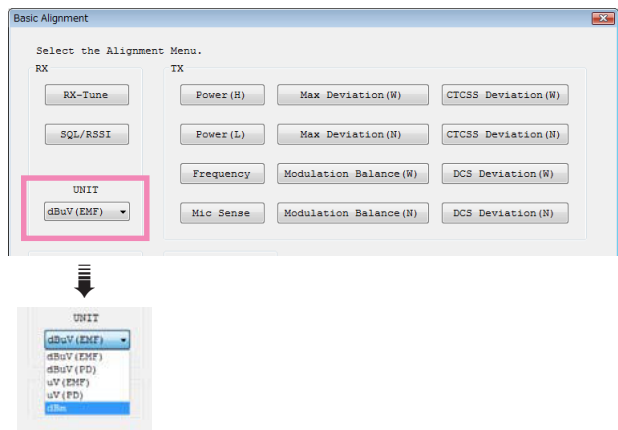 Basic Alignment
Select the Alignment Menu.
RX
TX
RX-Tune
Power(H)
Max Deviation(W)
CTCSS Deviation(W)
SQL/RSSI
Power(L)
Max Deviation(N)
CTCSS Deviation(N)
Frequency
Modulation Balance(W)
DCS Deviation(W)
UNIT
dBuV(EMF)
Mic Sense
Modulation Balance(N)
DCS Deviation(N)
UNIT
dBuV(EMF)
dBuV(EMF)
dBuV(PD)
uV(EMF)
uV(PD)
dBm